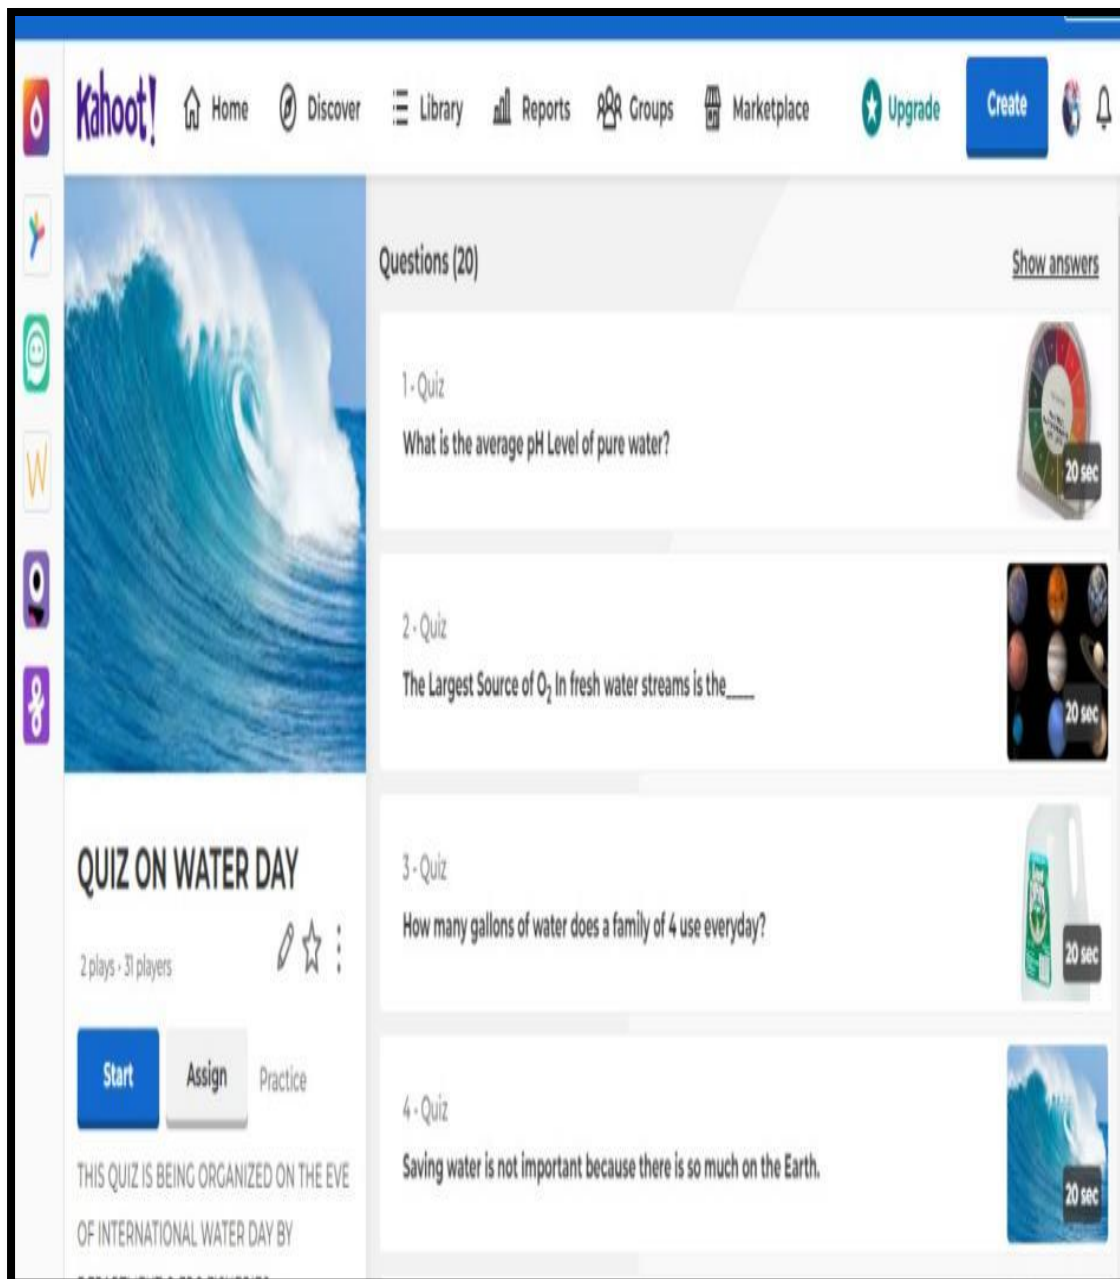 Kahoot! Home Discover Library Reports Groups Marketplace Upgrade Create
Questions (20) Show answers
1 - Quiz
What is the average pH Level of pure water?
20 sec
2 - Quiz
The Largest Source of O₂ In fresh water streams is the____
20 sec
3 - Quiz
How many gallons of water does a family of 4 use everyday?
20 sec
4 - Quiz
Saving water is not important because there is so much on the Earth.
20 sec
QUIZ ON WATER DAY
2 plays · 31 players
Start Assign Practice
THIS QUIZ IS BEING ORGANIZED ON THE EVE
OF INTERNATIONAL WATER DAY BY